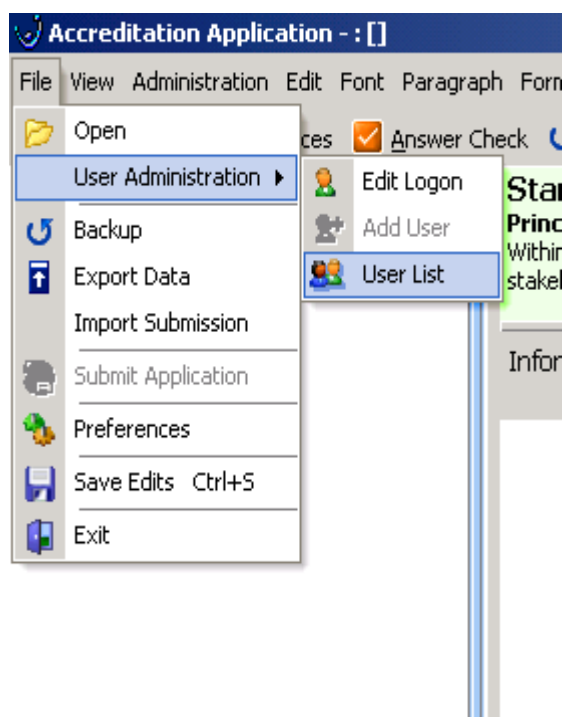 Accreditation Application - : []
File View Administration Edit Font Paragraph
Open
Answer Check
User Administration
Edit Logon
Add User
User List
Backup
Export Data
Import Submission
Submit Application
Preferences
Save Edits Ctrl+S
Exit